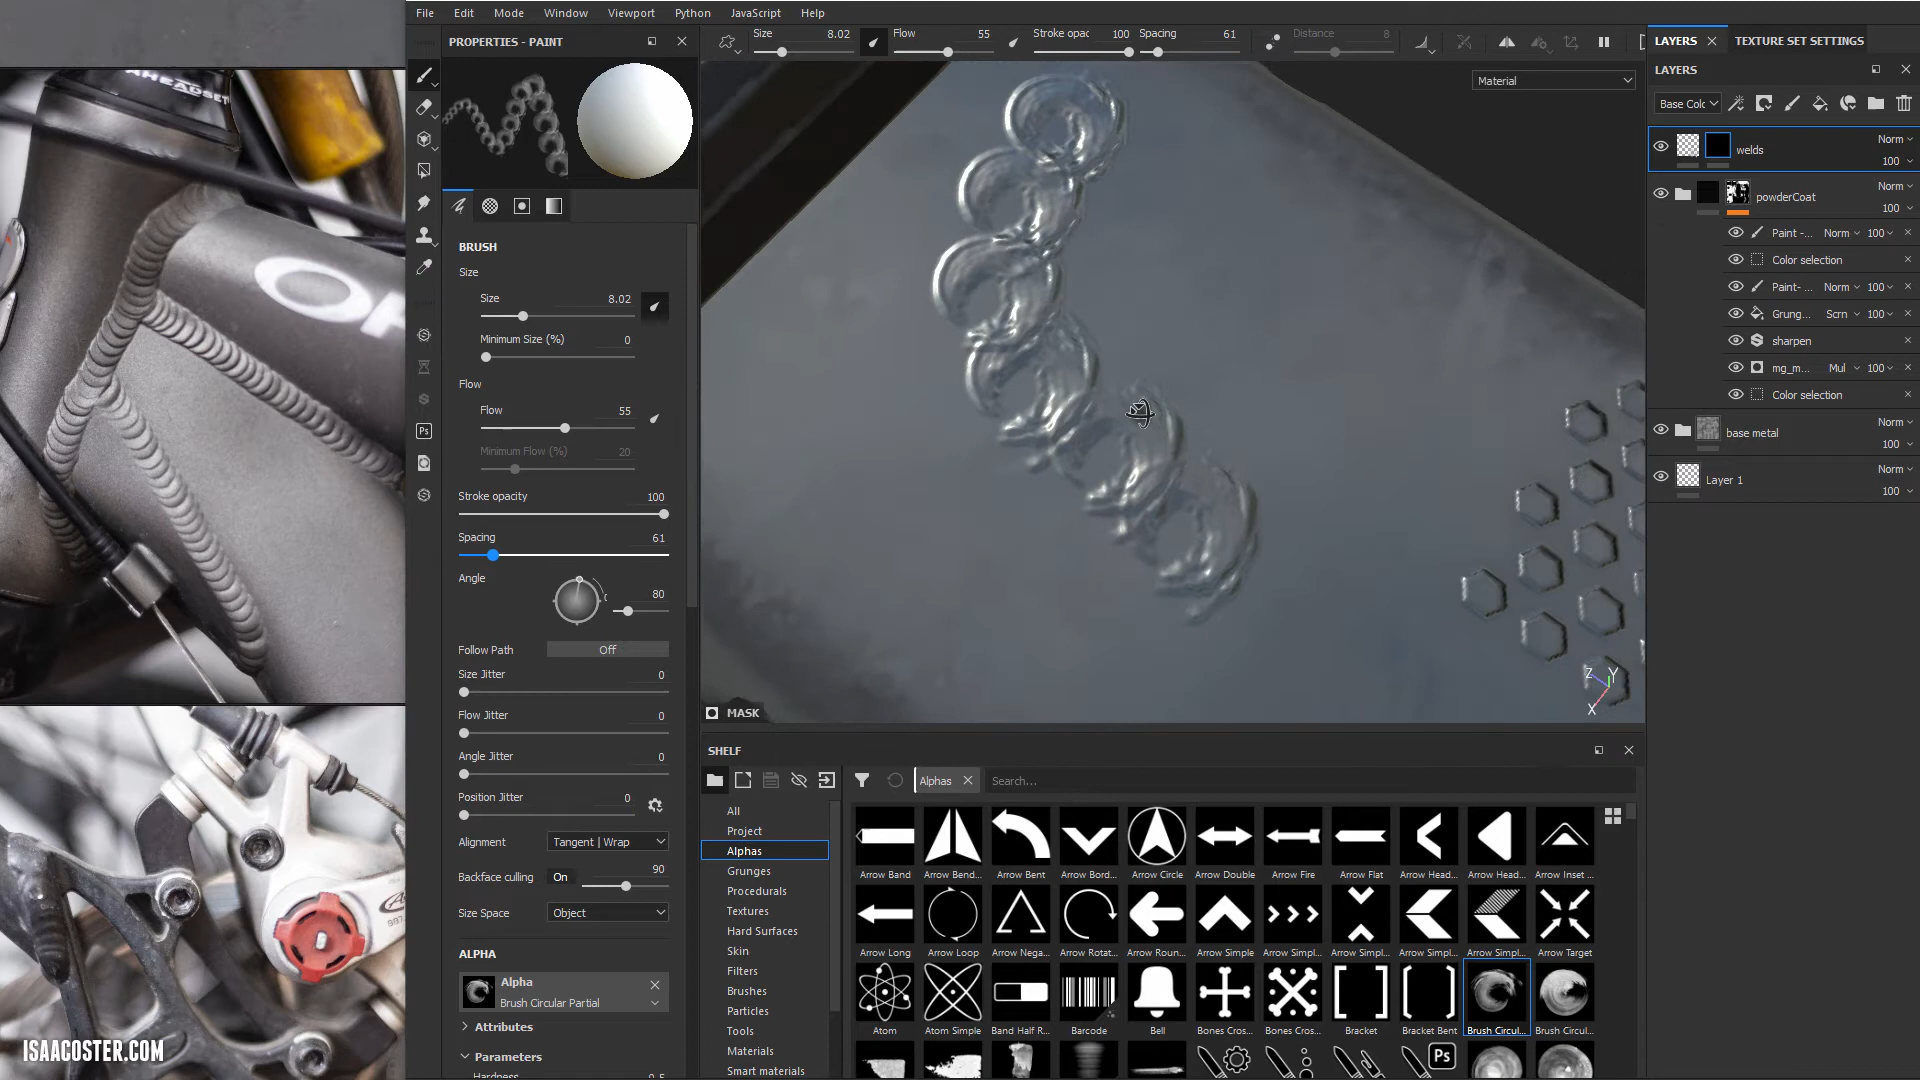 File Edit Mode Window Viewport Python JavaScript Help
AHEADSET
ISAACOSTER.COM
PROPERTIES - PAINT
BRUSH
Size
Size 8.02
Minimum Size (%) 0
Flow
Flow 55
Minimum Flow (%) 20
Stroke opacity 100
Spacing 61
Angle
80
Follow Path Off
Size Jitter 0
Flow Jitter 0
Angle Jitter 0
Position Jitter 0
Alignment Tangent | Wrap
Backface culling On 90
Size Space Object
ALPHA
Alpha
Brush Circular Partial
Attributes
Parameters
Hardness 0.5
Ps
Size 8.02 Flow 55 Stroke opac 100 Spacing 61 Distance 8
Material
Z Y
X
MASK
SHELF
Alphas Search...
All
Project
Alphas
Grunges
Procedurals
Textures
Hard Surfaces
Skin
Filters
Brushes
Particles
Tools
Materials
Smart materials
Arrow Band Arrow Bend... Arrow Bent Arrow Bord... Arrow Circle Arrow Double Arrow Fire Arrow Flat Arrow Head... Arrow Head... Arrow Inset ...
Arrow Long Arrow Loop Arrow Nega... Arrow Rotat... Arrow Roun... Arrow Simple Arrow Simpl... Arrow Simpl... Arrow Simpl... Arrow Simpl... Arrow Target
Atom Atom Simple Band Half R... Barcode Bell Bones Cros... Bones Cros... Bracket Bracket Bent Brush Circul... Brush Circul...
Ps
LAYERS TEXTURE SET SETTINGS
LAYERS
Base Colc
welds Norm 100
powderCoat Norm 100
Paint -... Norm 100
Color selection
Paint- ... Norm 100
Grung... Scrn 100
sharpen
mg_m... Mul 100
Color selection
base metal Norm 100
Layer 1 Norm 100